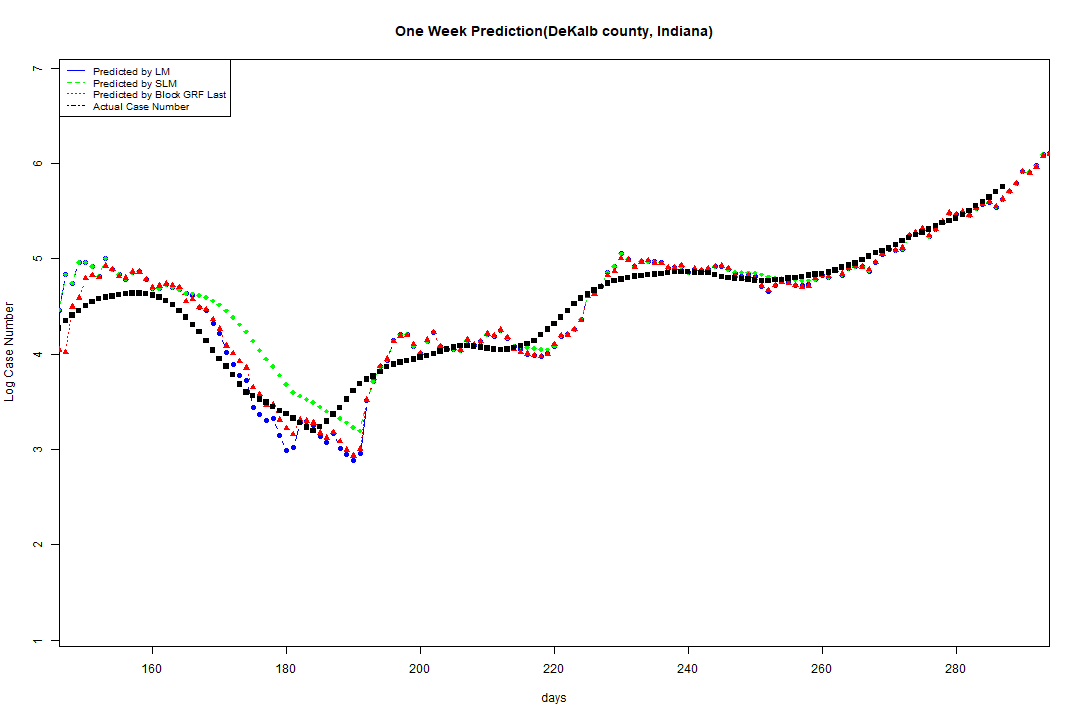 One Week Prediction(DeKalb county, Indiana)
Predicted by LM
Predicted by SLM
Predicted by Block GRF Last
Actual Case Number
7
6
5
4
3
2
1
Log Case Number
160 180 200 220 240 260 280
days